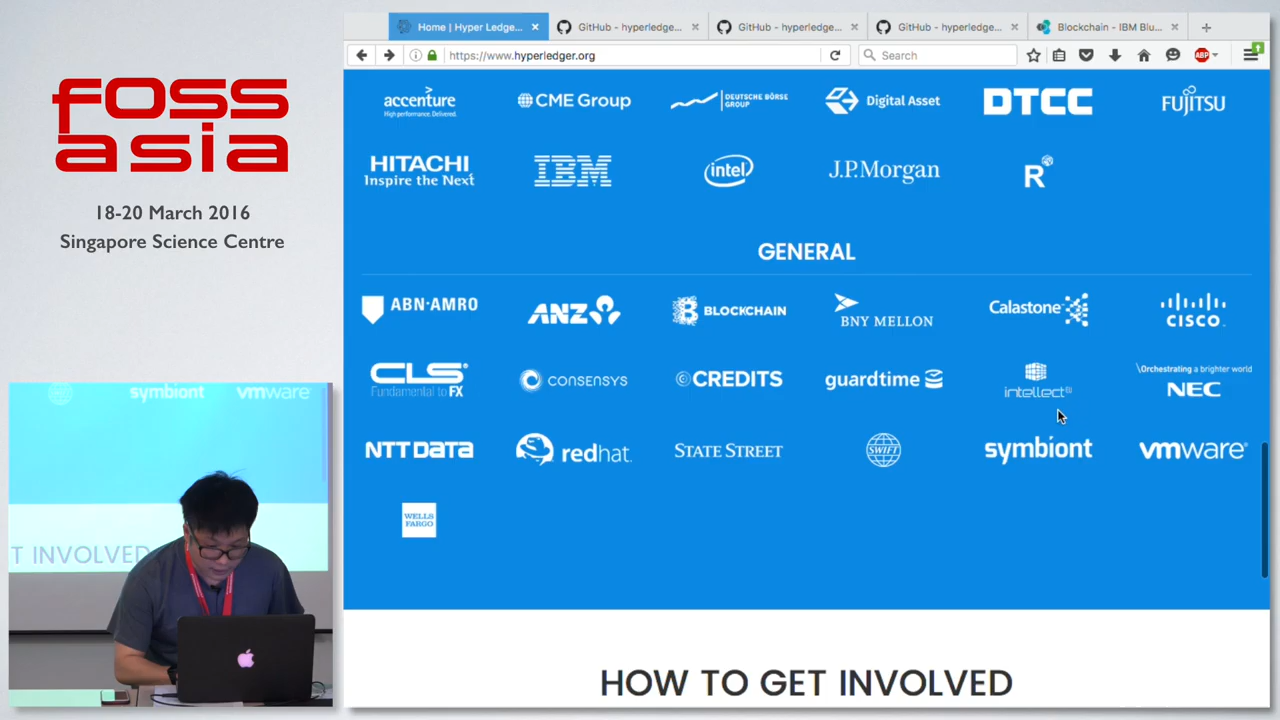 fOSS
asia
18-20 March 2016
Singapore Science Centre
Home | Hyper Ledge...
GitHub - hyperledge...
GitHub - hyperledge...
GitHub - hyperledg...
Blockchain - IBM Blu...
https://www.hyperledger.org
Search
ABP
accenture
High performance. Delivered.
CME Group
DEUTSCHE BÖRSE
GROUP
Digital Asset
DTCC
FUJITSU
HITACHI
Inspire the Next
IBM
intel
J.P.Morgan
R3
GENERAL
ABN·AMRO
ANZ
BLOCKCHAIN
BNY MELLON
Calastone
CISCO
CLS
Fundamental to FX
CONSENSYS
CREDITS
guardtime
intellect EU
\Orchestrating a brighter world
NEC
NTT DATA
redhat.
STATE STREET
SWIFT
symbiont
vmware
WELLS
FARGO
HOW TO GET INVOLVED
symbiont
vmware
T INVOLVED